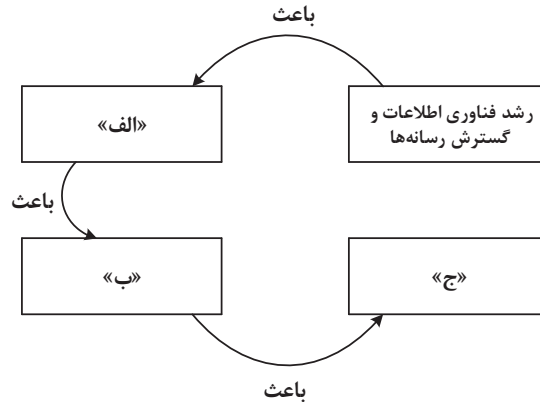 باعث
رشد فناوری اطلاعات و
گسترش رسانه‌ها
«الف»
باعث
«ب»
«ج»
باعث